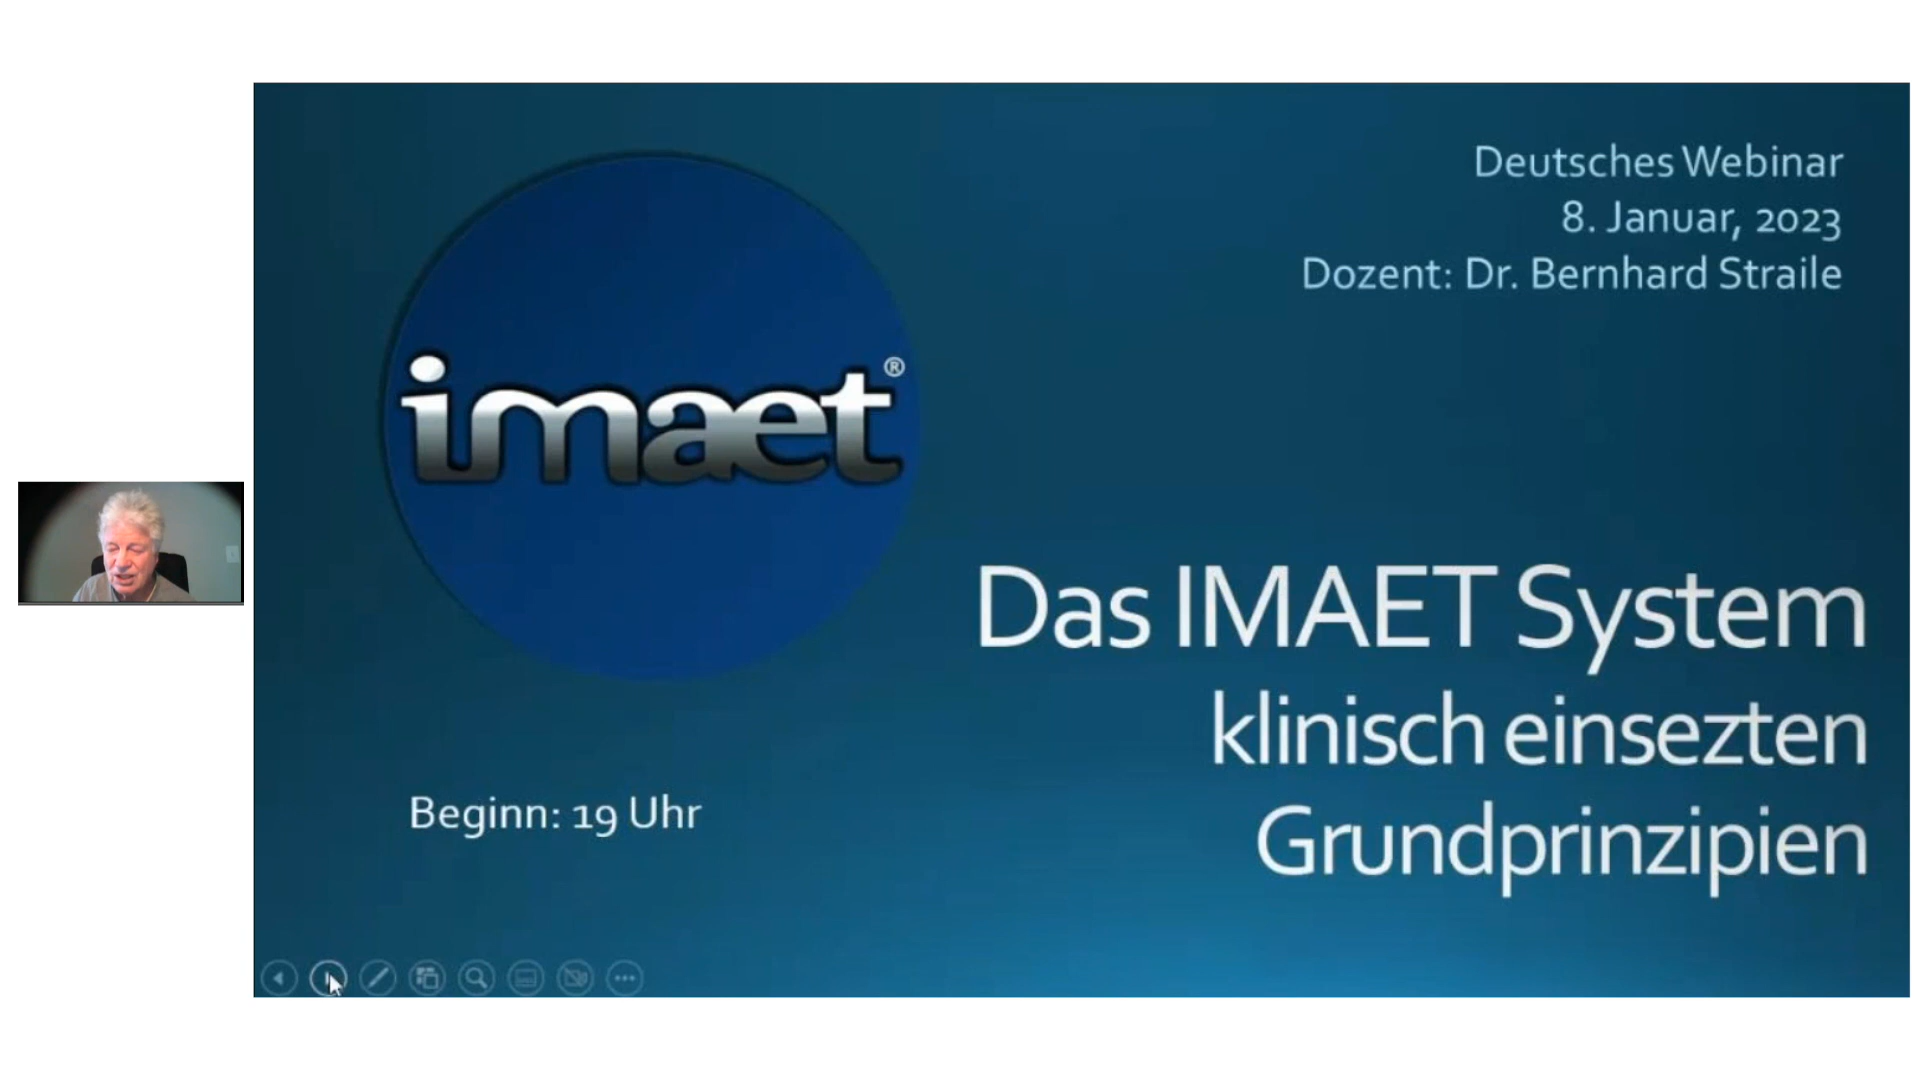 Deutsches Webinar
8. Januar, 2023
Dozent: Dr. Bernhard Straile
imaet®
Das IMAET System
klinisch einsezten
Grundprinzipien
Beginn: 19 Uhr